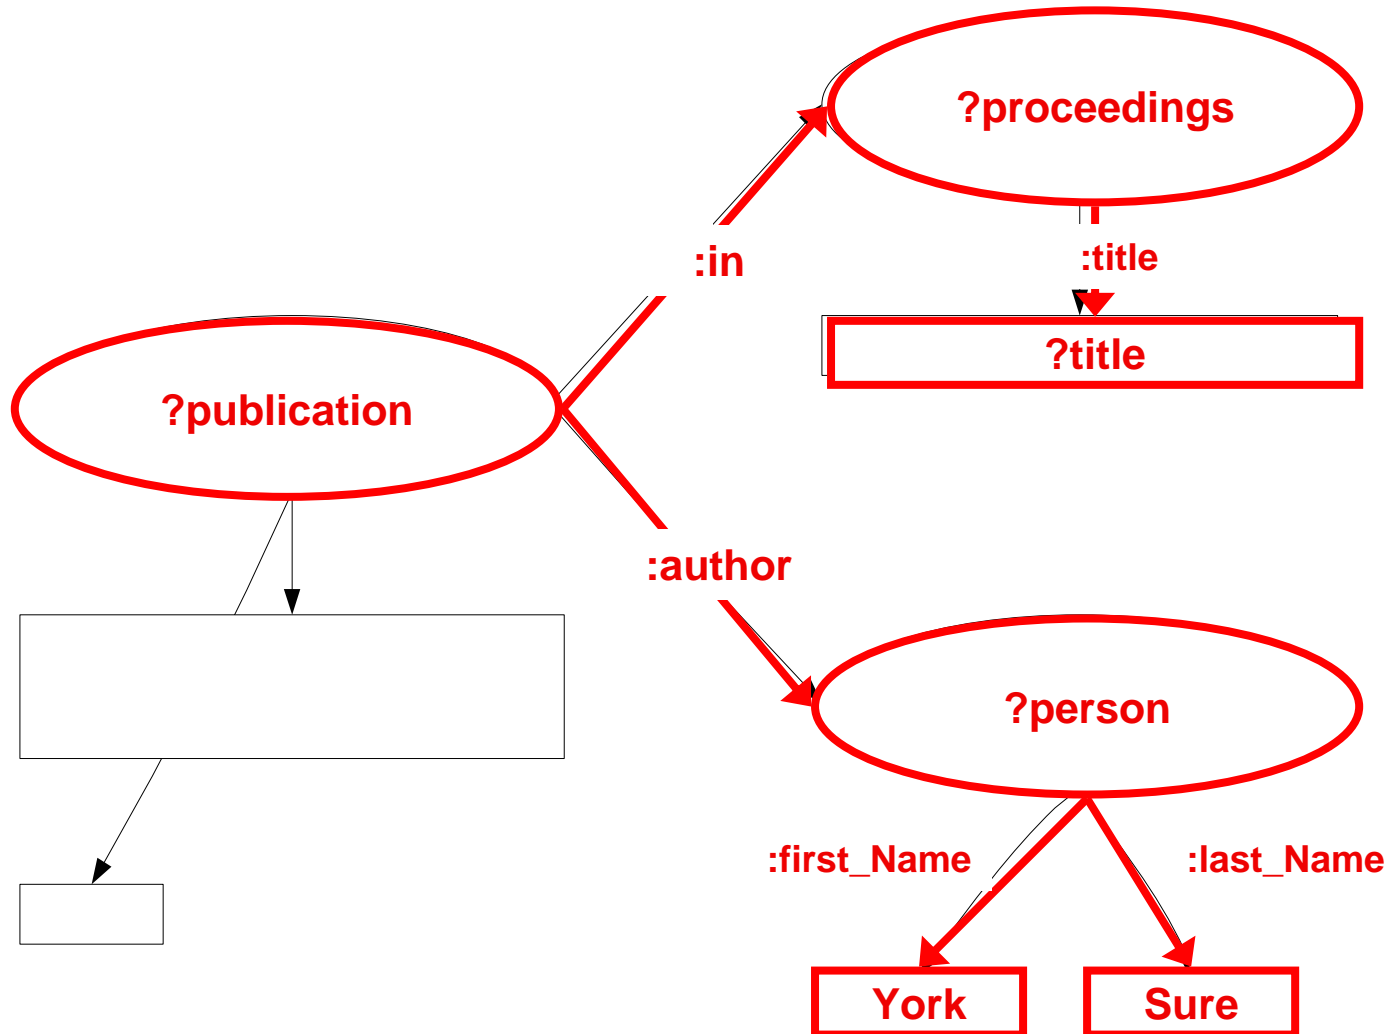 ?proceedings
:in
:title
?title
?publication
:author
?person
:first_Name
:last_Name
York
Sure